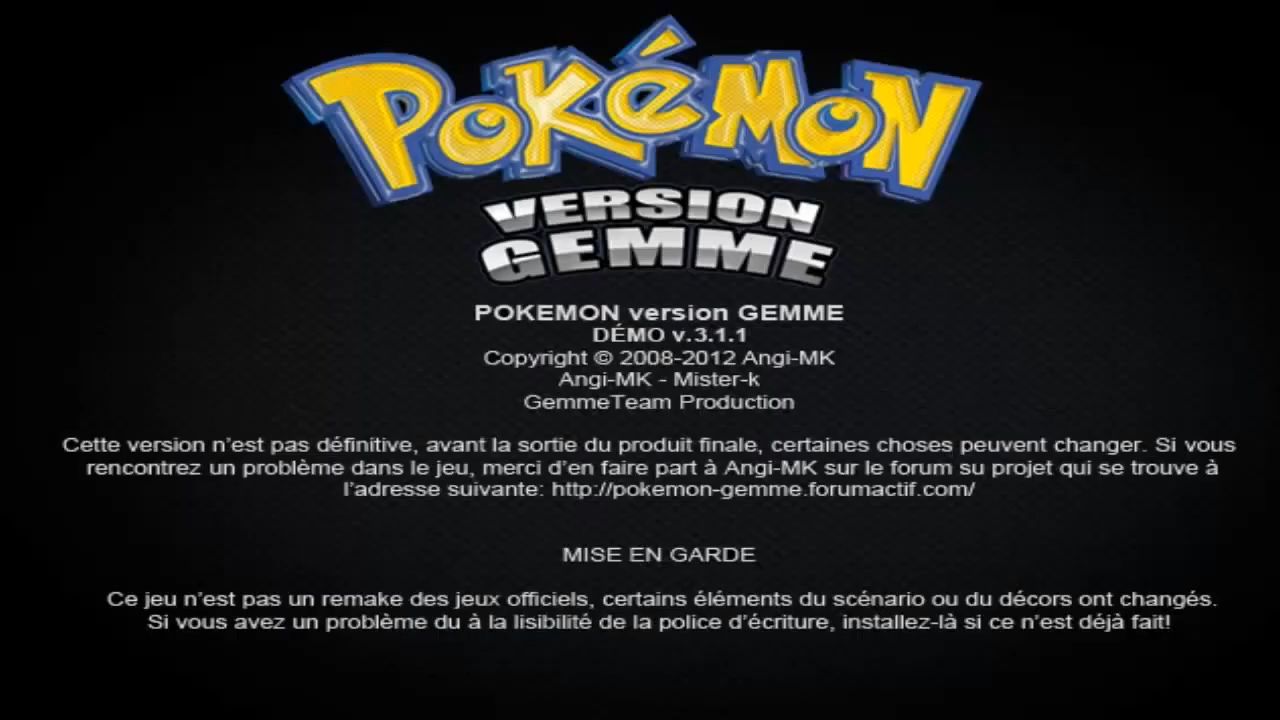 POKÉMON
VERSION
GEMME
POKEMON version GEMME
DÉMO v.3.1.1
Copyright © 2008-2012 Angi-MK
Angi-MK - Mister-k
GemmeTeam Production
Cette version n'est pas définitive, avant la sortie du produit finale, certaines choses peuvent changer. Si vous
rencontrez un problème dans le jeu, merci d'en faire part à Angi-MK sur le forum su projet qui se trouve à
l'adresse suivante: http://pokemon-gemme.forumactif.com/
MISE EN GARDE
Ce jeu n'est pas un remake des jeux officiels, certains éléments du scénario ou du décors ont changés.
Si vous avez un problème du à la lisibilité de la police d'écriture, installez-là si ce n'est déjà fait!